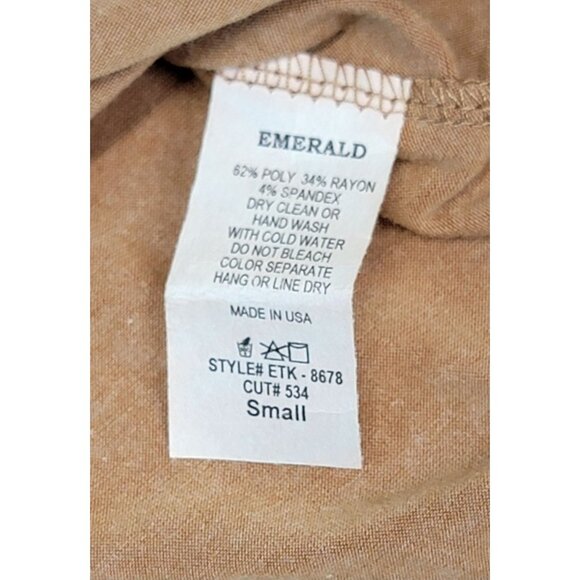 EMERALD
62% POLY 34% RAYON
4% SPANDEX
DRY CLEAN OR
HAND WASH
WITH COLD WATER
DO NOT BLEACH
COLOR SEPARATE
HANG OR LINE DRY
MADE IN USA
STYLE# ETK - 8678
CUT# 534
Small